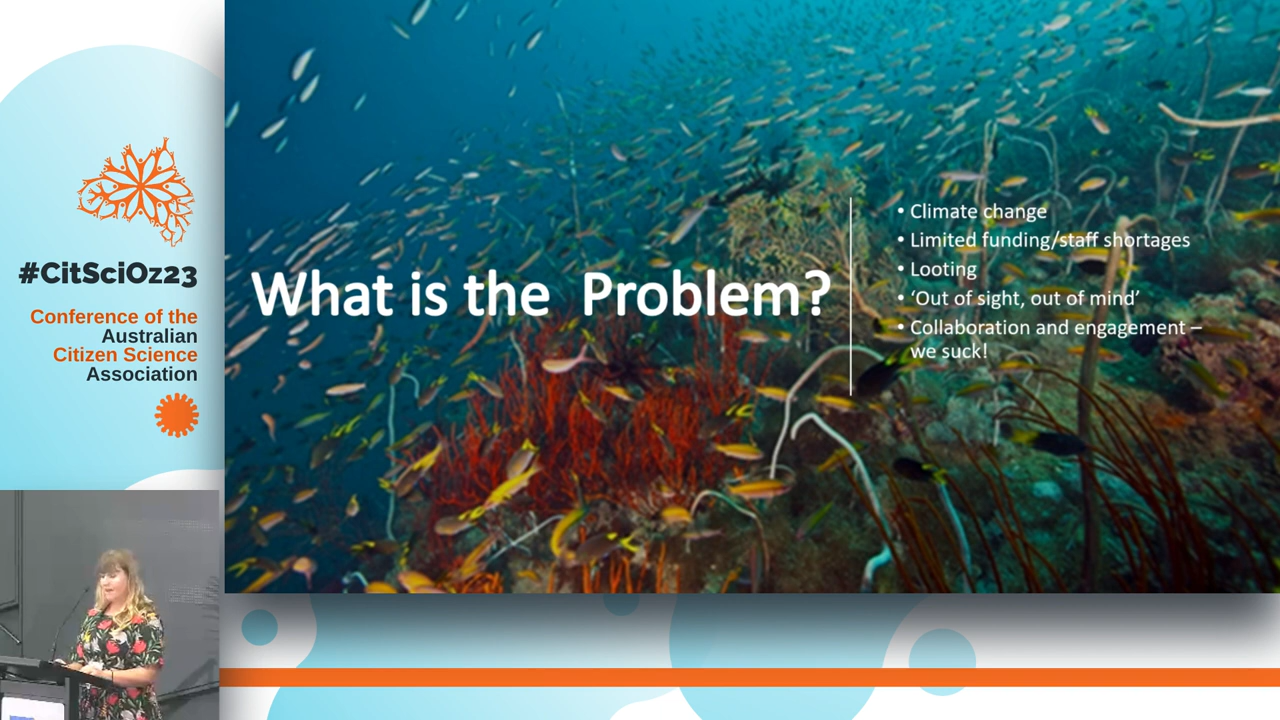 #CitSciOz23
Conference of the
Australian
Citizen Science
Association
What is the  Problem?
• Climate change
• Limited funding/staff shortages
• Looting
• ‘Out of sight, out of mind’
• Collaboration and engagement –
we suck!